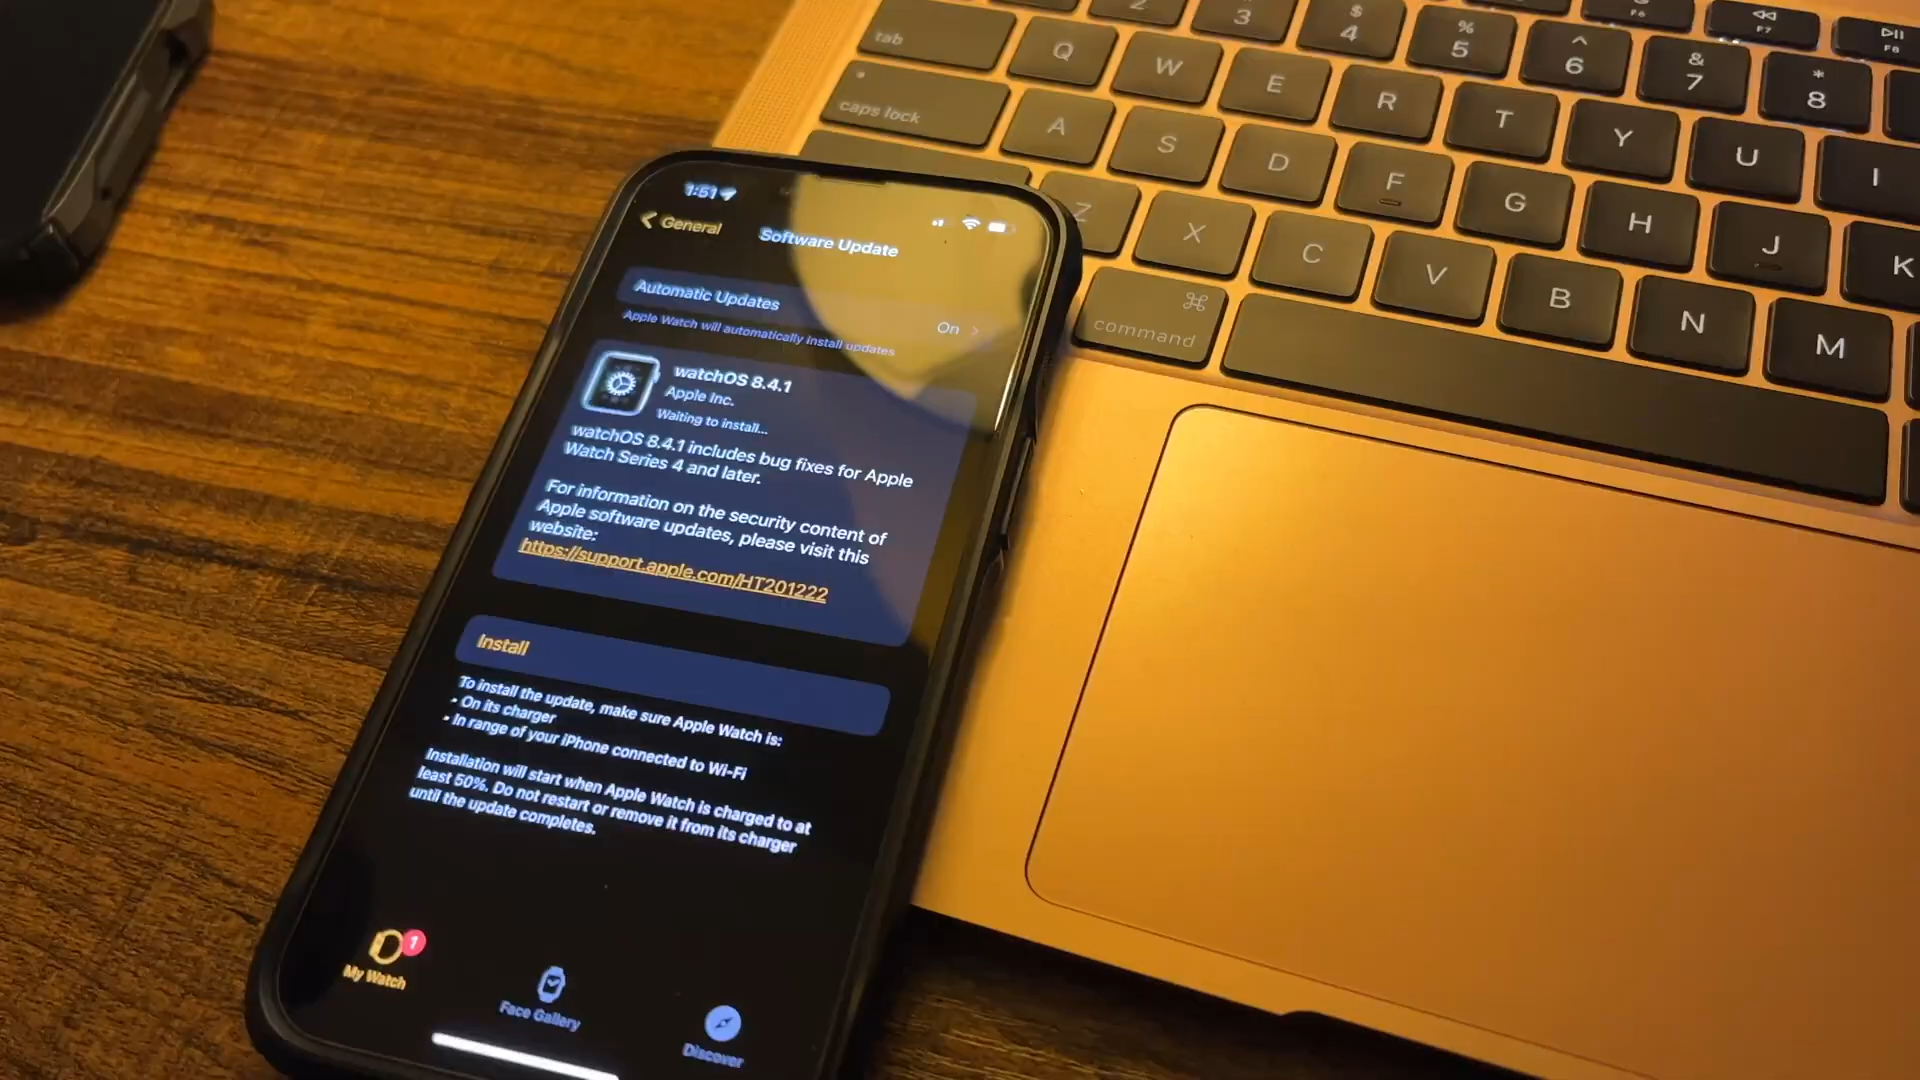 1:51
General
Software Update
Automatic Updates
On
Apple Watch will automatically install updates
watchOS 8.4.1
Apple Inc.
Waiting to install...
watchOS 8.4.1 includes bug fixes for Apple
Watch Series 4 and later.
For information on the security content of
Apple software updates, please visit this
website:
https://support.apple.com/HT201222
Install
To install the update, make sure Apple Watch is:
• On its charger
• In range of your iPhone connected to Wi-Fi
Installation will start when Apple Watch is charged to at
least 50%. Do not restart or remove it from its charger
until the update completes.
My Watch
1
Face Gallery
Discover
3
$ 4
% 5
^ 6
& 7
* 8
F7
F8
tab
Q W E R T Y U I
caps lock
A S D F G H J K
Z X C V B N M
⌘
command